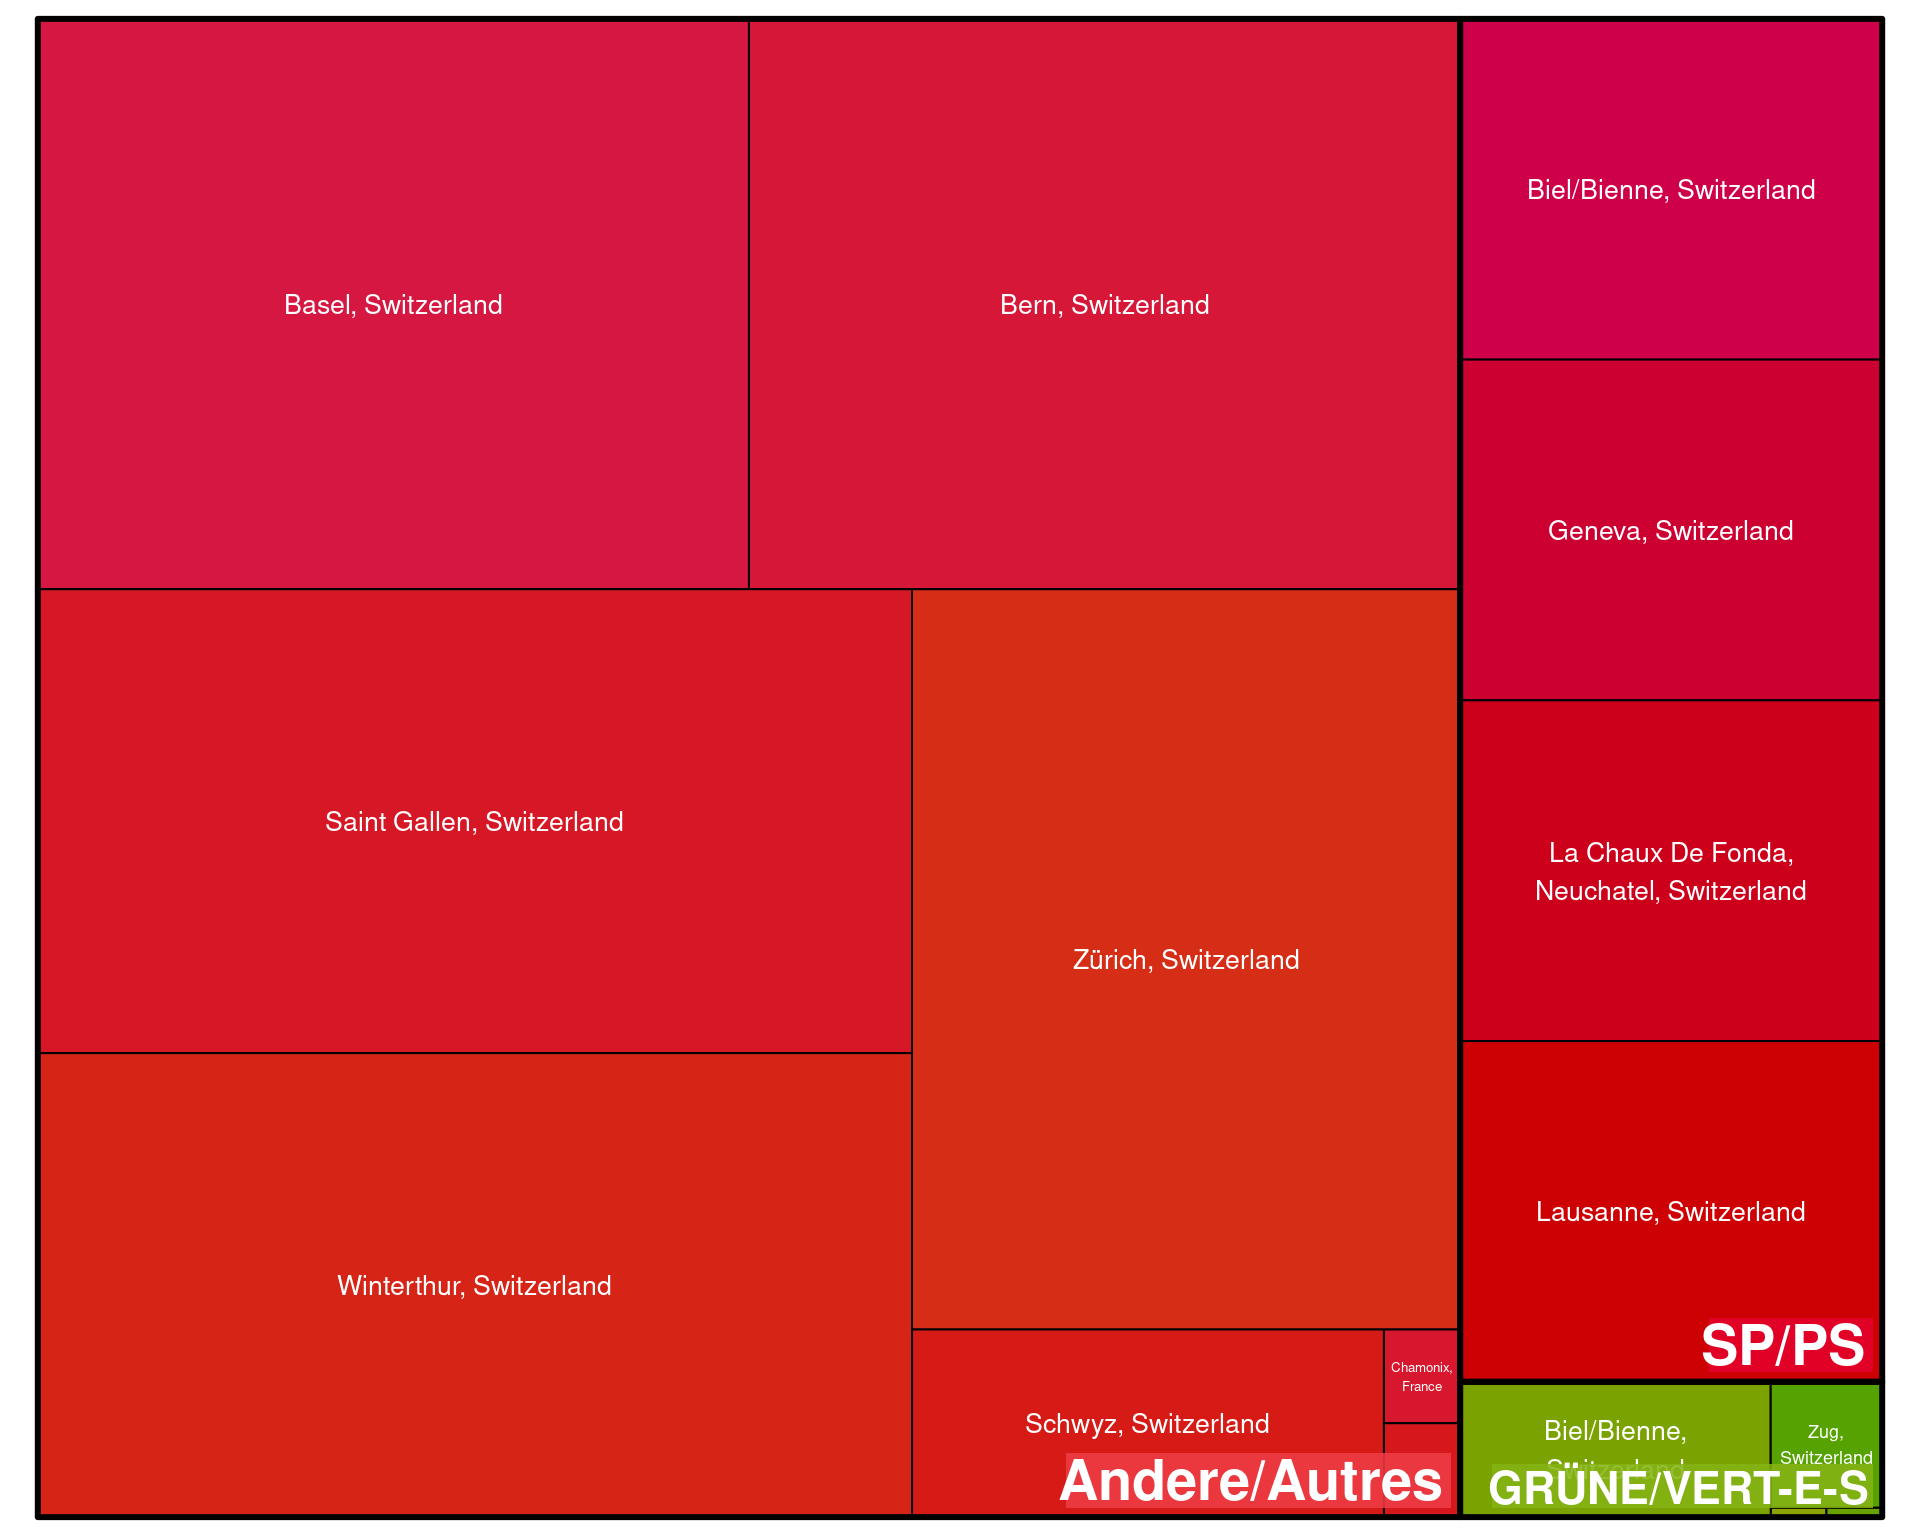 Basel, Switzerland
Bern, Switzerland
Biel/Bienne, Switzerland
Geneva, Switzerland
Saint Gallen, Switzerland
La Chaux De Fonda,
Neuchatel, Switzerland
Zürich, Switzerland
Lausanne, Switzerland
Winterthur, Switzerland
SP/PS
Chamonix,
France
Schwyz, Switzerland
Andere/Autres
Biel/Bienne,
Switzerland
Zug,
Switzerland
GRÜNE/VERT-E-S